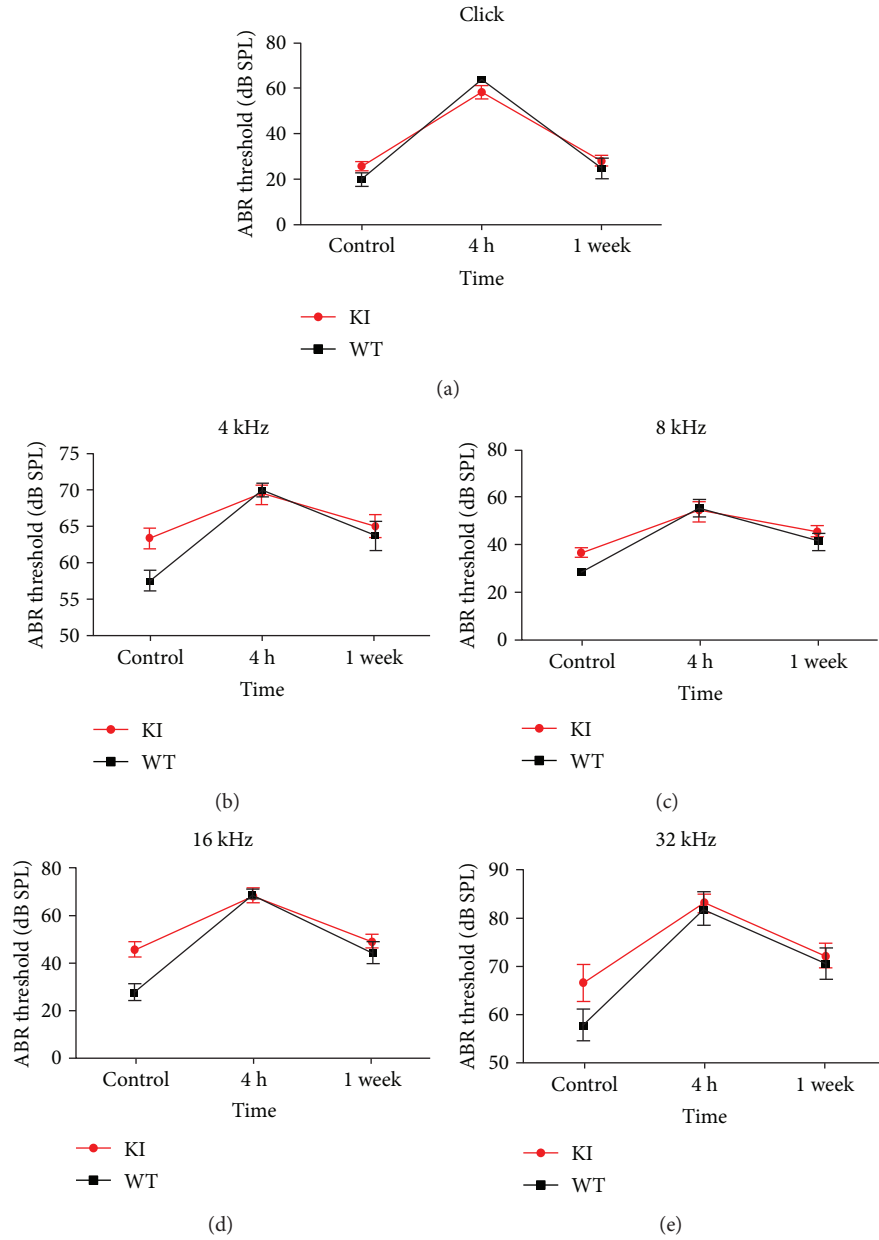 Click
ABR threshold (dB SPL)
80
60
40
20
0
Control
4 h
1 week
Time
KI
WT
(a)
4 kHz
ABR threshold (dB SPL)
75
70
65
60
55
50
Control
4 h
1 week
Time
KI
WT
(b)
8 kHz
ABR threshold (dB SPL)
80
60
40
20
0
Control
4 h
1 week
Time
KI
WT
(c)
16 kHz
ABR threshold (dB SPL)
80
60
40
20
0
Control
4 h
1 week
Time
KI
WT
(d)
32 kHz
ABR threshold (dB SPL)
90
80
70
60
50
Control
4 h
1 week
Time
KI
WT
(e)